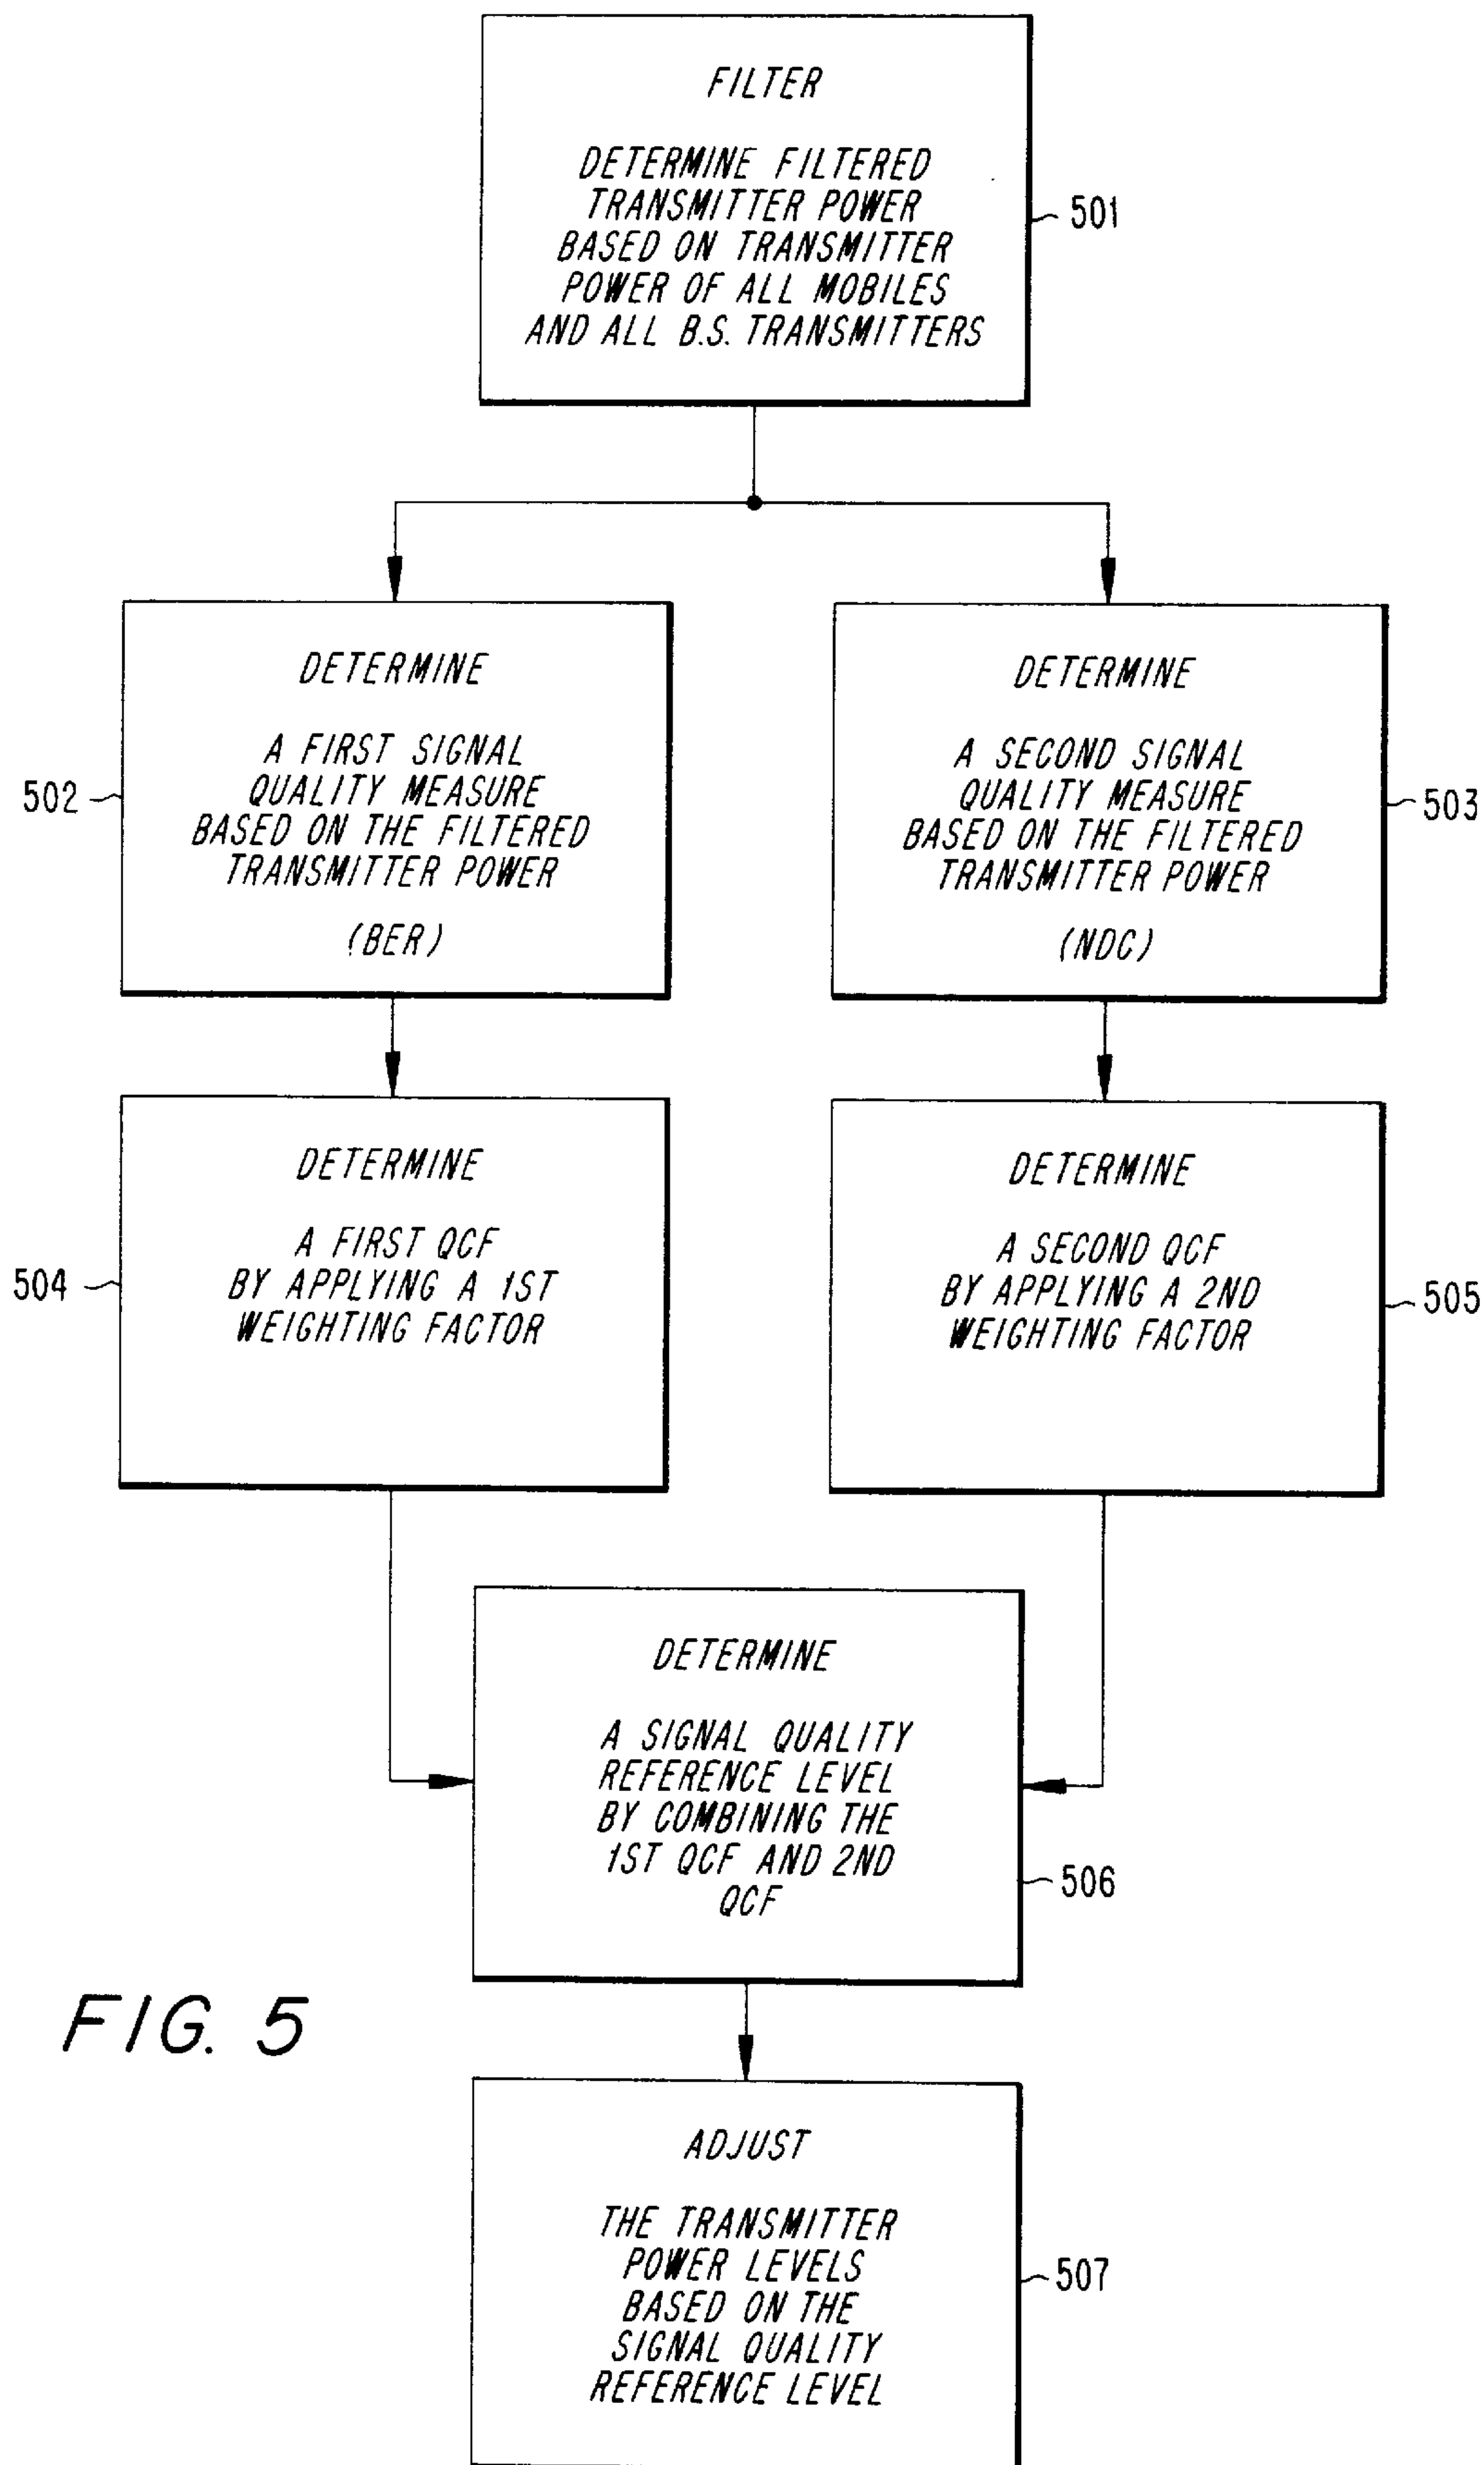 FILTER
DETERMINE FILTERED
TRANSMITTER POWER
BASED ON TRANSMITTER
POWER OF ALL MOBILES
AND ALL B.S. TRANSMITTERS
501
DETERMINE
A FIRST SIGNAL
QUALITY MEASURE
BASED ON THE FILTERED
TRANSMITTER POWER
(BER)
502
DETERMINE
A SECOND SIGNAL
QUALITY MEASURE
BASED ON THE FILTERED
TRANSMITTER POWER
(NDC)
503
DETERMINE
A FIRST QCF
BY APPLYING A 1ST
WEIGHTING FACTOR
504
DETERMINE
A SECOND QCF
BY APPLYING A 2ND
WEIGHTING FACTOR
505
DETERMINE
A SIGNAL QUALITY
REFERENCE LEVEL
BY COMBINING THE
1ST QCF AND 2ND
QCF
506
FIG. 5
ADJUST
THE TRANSMITTER
POWER LEVELS
BASED ON THE
SIGNAL QUALITY
REFERENCE LEVEL
507